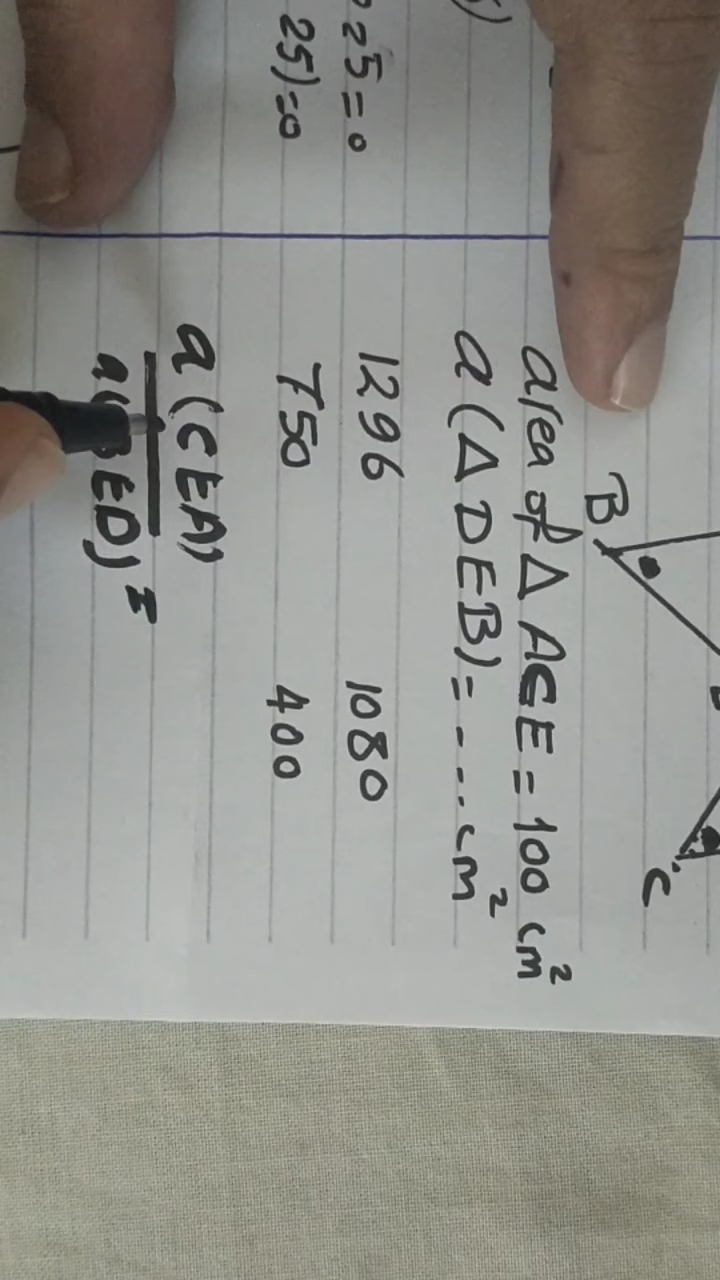 B
C
area of Δ ACE = 100 cm²
a (Δ DEB) = - - - . cm²
1296 1080
750 400
a (CEA)
a(BED) =
25 = 0
25) = 0